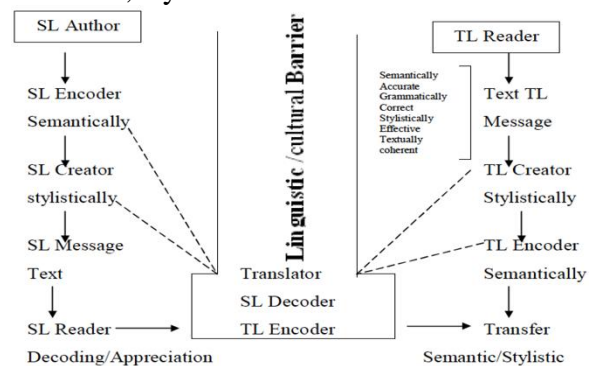 SL Author
SL Encoder
Semantically
SL Creator
stylistically
SL Message
Text
SL Reader
Decoding/Appreciation
Linguistic /cultural Barrier
Translator
SL Decoder
TL Encoder
TL Reader
Semantically
Accurate
Grammatically
Correct
Stylistically
Effective
Textually
coherent
Text TL
Message
TL Creator
Stylistically
TL Encoder
Semantically
Transfer
Semantic/Stylistic